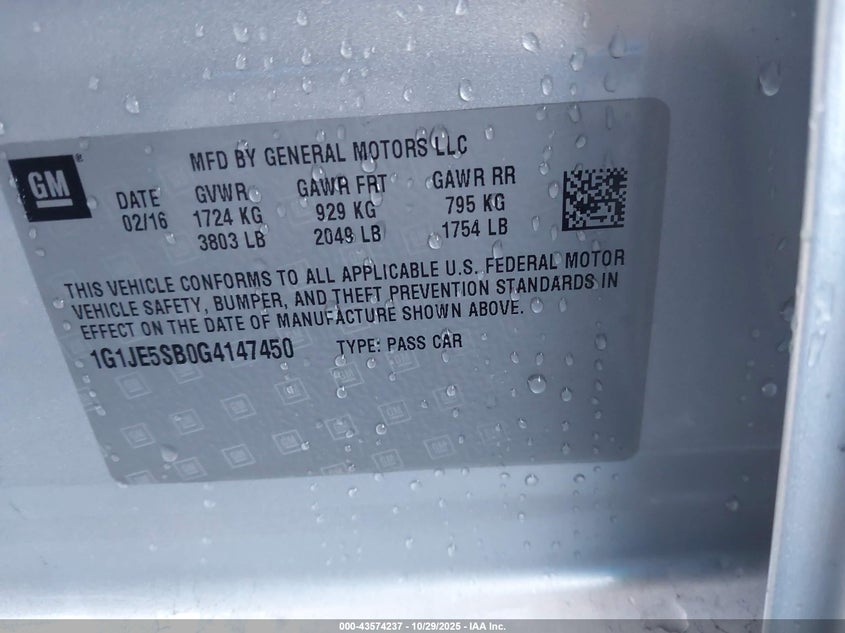 MFD BY GENERAL MOTORS LLC
GM®
DATE GVWR GAWR FRT GAWR RR
02/16 1724 KG 929 KG 795 KG
3803 LB 2049 LB 1754 LB
THIS VEHICLE CONFORMS TO ALL APPLICABLE U.S. FEDERAL MOTOR
VEHICLE SAFETY, BUMPER, AND THEFT PREVENTION STANDARDS IN
EFFECT ON THE DATE OF MANUFACTURE SHOWN ABOVE.
1G1JE5SB0G4147450 TYPE: PASS CAR
000-43574237 - 10/29/2025 - IAA Inc.